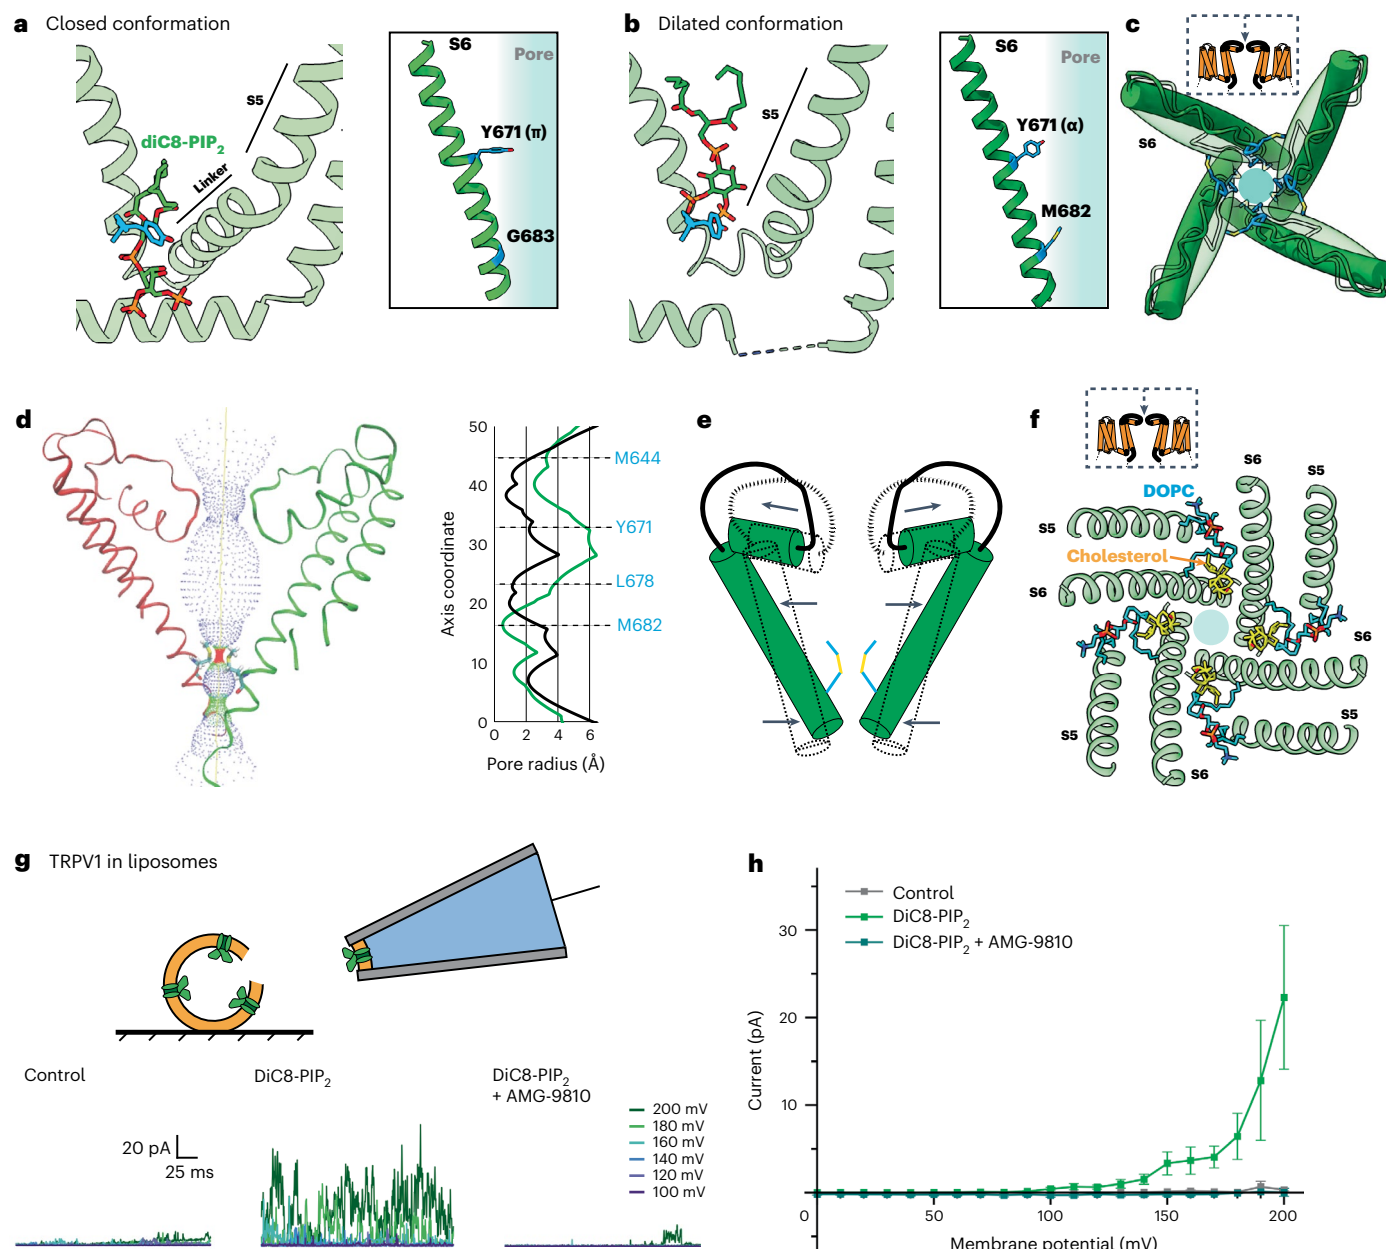 a Closed conformation
S5
diC8-PIP2
Linker
S6
Pore
Y671 (π)
G683
b Dilated conformation
S5
S6
Pore
Y671 (α)
M682
c
S6
d
50
40
30
20
10
0
Axis coordinate
M644
Y671
L678
M682
0 2 4 6
Pore radius (Å)
e
f
DOPC
Cholesterol
S6
S5
S5
S6
S6
S5
S5
S6
g TRPV1 in liposomes
Control
DiC8-PIP2
DiC8-PIP2
+ AMG-9810
20 pA
25 ms
200 mV
180 mV
160 mV
140 mV
120 mV
100 mV
h
Control
DiC8-PIP2
DiC8-PIP2 + AMG-9810
30
20
10
Current (pA)
0 50 100 150 200
Membrane potential (mV)